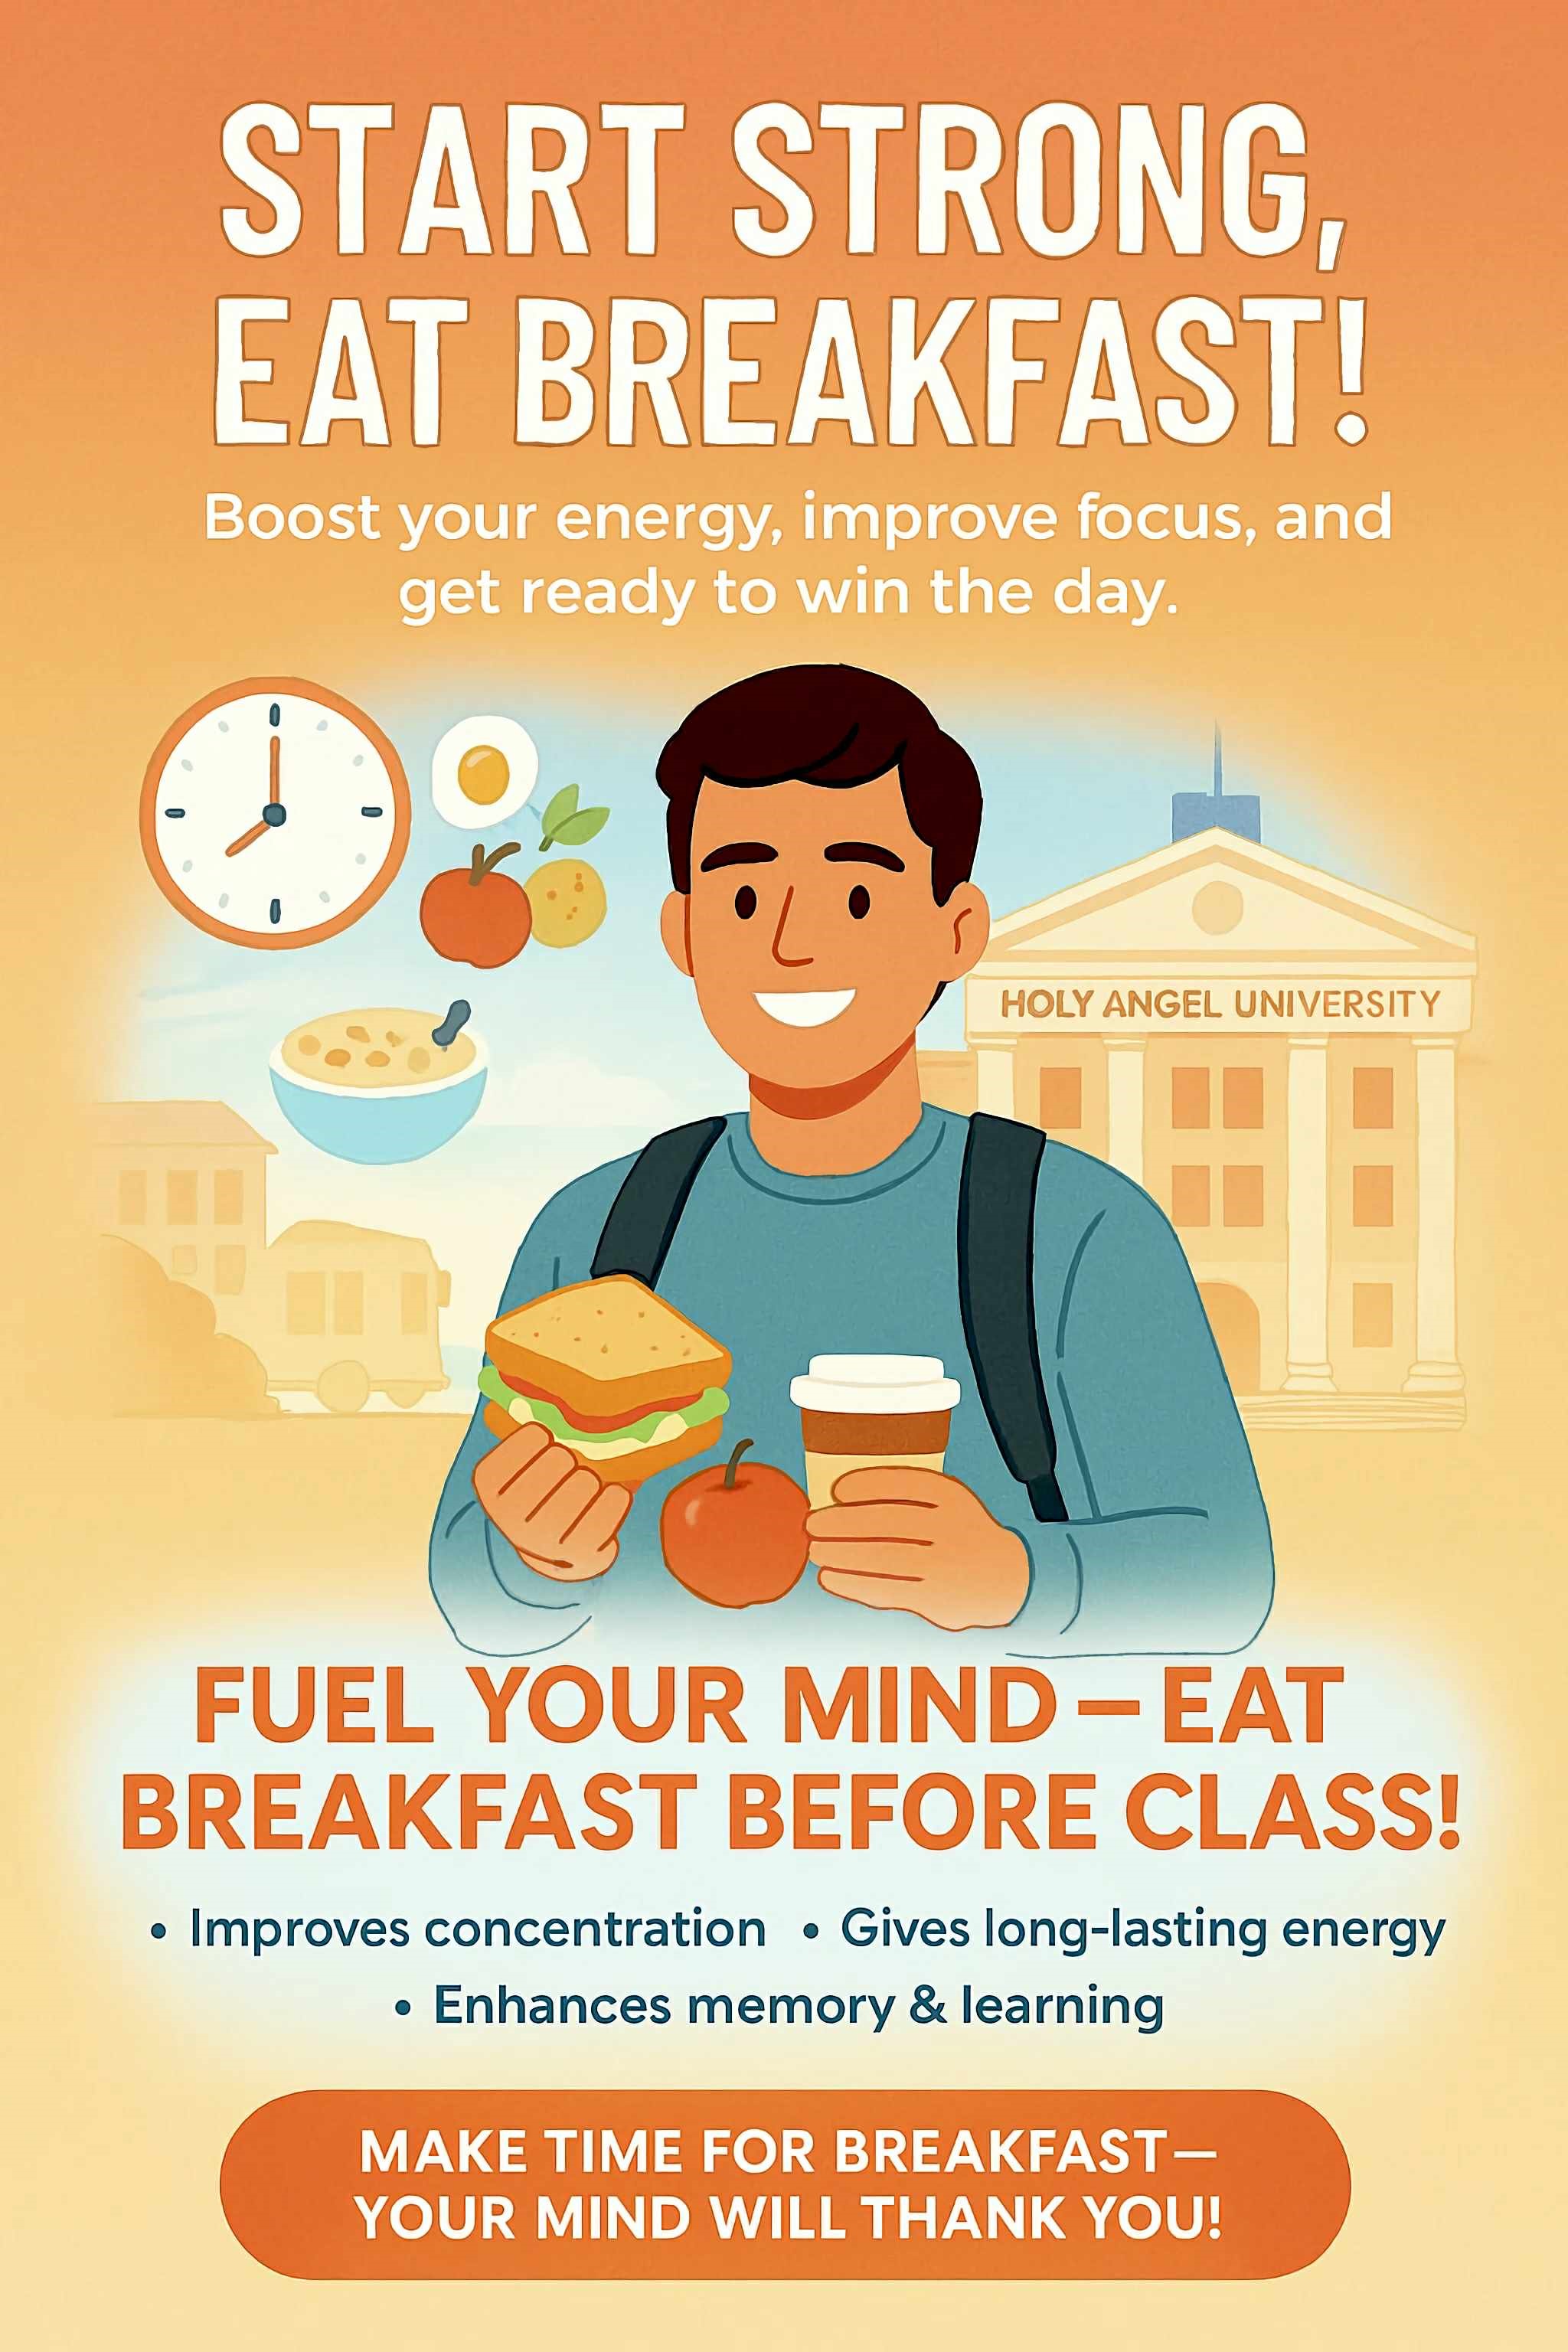 START STRONG,
EAT BREAKFAST!
Boost your energy, improve focus, and
get ready to win the day.
HOLY ANGEL UNIVERSITY
FUEL YOUR MIND – EAT
BREAKFAST BEFORE CLASS!
• Improves concentration • Gives long-lasting energy
• Enhances memory & learning
MAKE TIME FOR BREAKFAST—
YOUR MIND WILL THANK YOU!